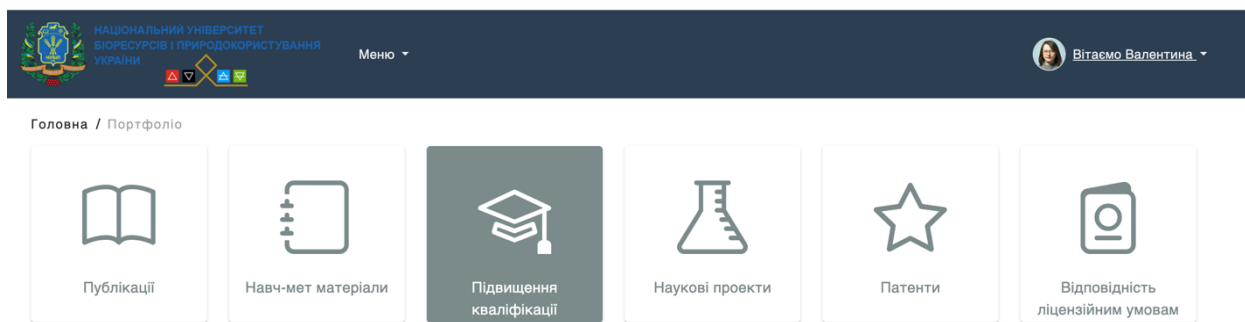 НАЦІОНАЛЬНИЙ УНІВЕРСИТЕТ
БІОРЕСУРСІВ І ПРИРОДОКОРИСТУВАННЯ
УКРАЇНИ
Меню
Вітаємо Валентина
Головна / Портфоліо
Публікації
Навч-мет матеріали
Підвищення
кваліфікації
Наукові проекти
Патенти
Відповідність
ліцензійним умовам